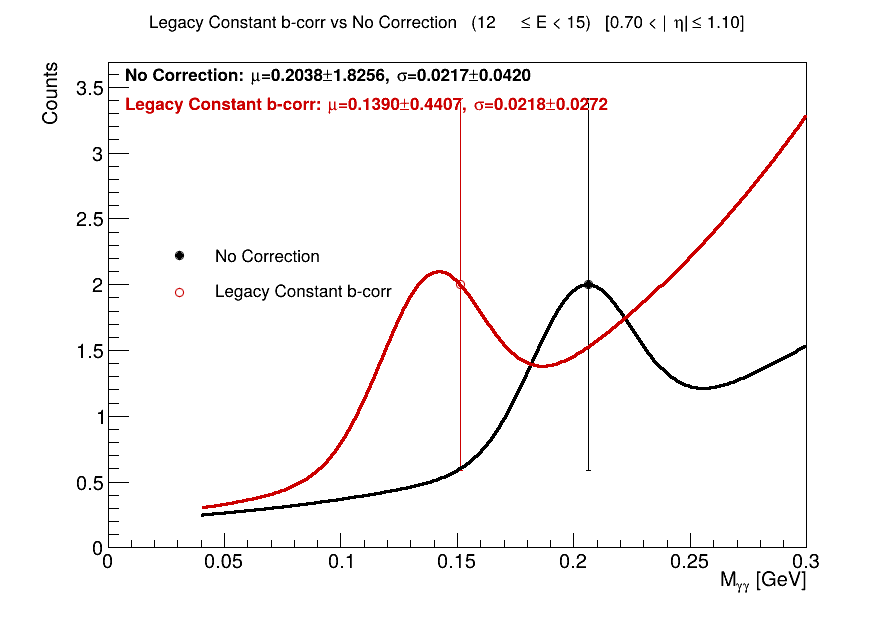 Legacy Constant b-corr vs No Correction (12 ≤ E < 15) [0.70 < | η| ≤ 1.10]
Counts
No Correction: μ=0.2038±1.8256, σ=0.0217±0.0420
Legacy Constant b-corr: μ=0.1390±0.4407, σ=0.0218±0.0272
3.5
3
2.5
No Correction
2
Legacy Constant b-corr
1.5
1
0.5
0
0 0.05 0.1 0.15 0.2 0.25 0.3
Mγγ [GeV]